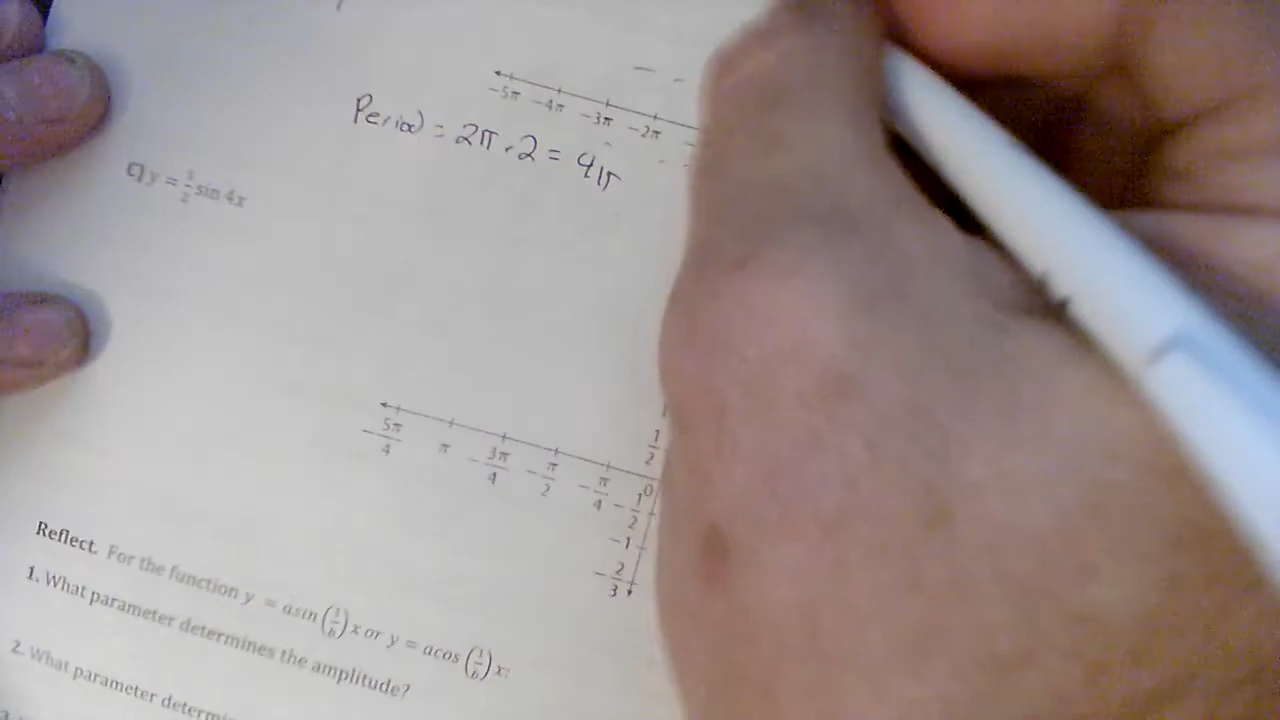 -5π -4π -3π -2π
Period = 2π · 2 = 4π
C) y = 1/2 sin 4x
-5π/4 π -3π/4 -π/2 -π/4 0
1/2
-1/2
-1
-2/3
Reflect. For the function y = asin(1/b)x or y = acos(1/b)x:
1. What parameter determines the amplitude?
2. What parameter